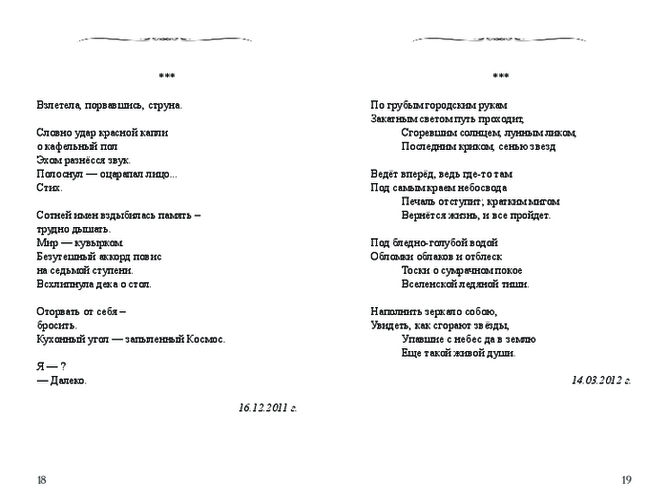 ***
Взлетела, порвавшись, струна.
Словно удар красной капли
о кафельный пол
Эхом разнёсся звук.
Полоснул — оцарапал лицо...
Стих.
Сотней имен вздыбилась память –
трудно дышать.
Мир — кувырком.
Безутешный аккорд повис
на седьмой ступени.
Всхлипнула дека о стол.
Оторвать от себя –
бросить.
Кухонный угол — запыленный Космос.
Я — ?
— Далеко.
16.12.2011 г.
18
***
По грубым городским рукам
Закатным светом путь проходит,
Сгоревшим солнцем, лунным ликом,
Последним криком, сенью звезд
Ведёт вперёд, ведь где-то там
Под самым краем небосвода
Печаль отступит; кратким мигом
Вернётся жизнь, и все пройдет.
Под бледно-голубой водой
Обломки облаков и отблеск
Тоски о сумрачном покое
Вселенской ледяной тиши.
Наполнить зеркало собою,
Увидеть, как сгорают звёзды,
Упавшие с небес да в землю
Еще такой живой души.
14.03.2012 г.
19